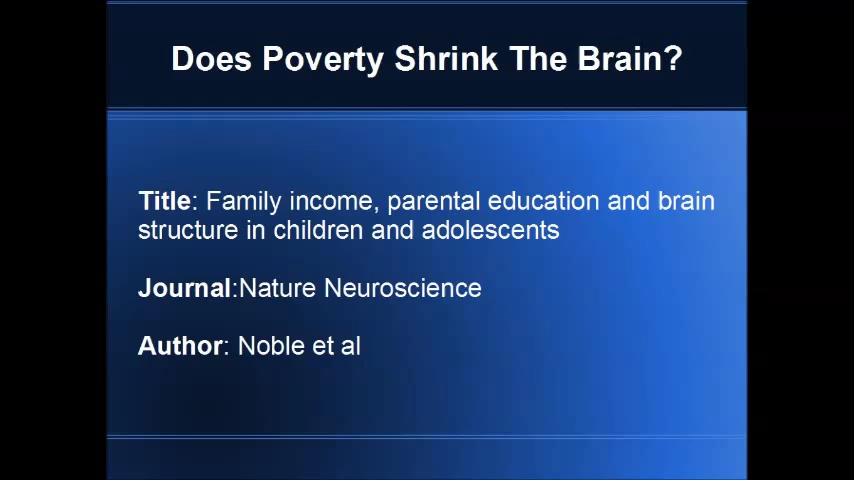 Does Poverty Shrink The Brain?
Title: Family income, parental education and brain
structure in children and adolescents
Journal:Nature Neuroscience
Author: Noble et al